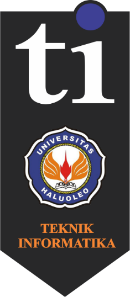 ti
UNIVERSITAS
HALUOLEO
TEKNIK
INFORMATIKA